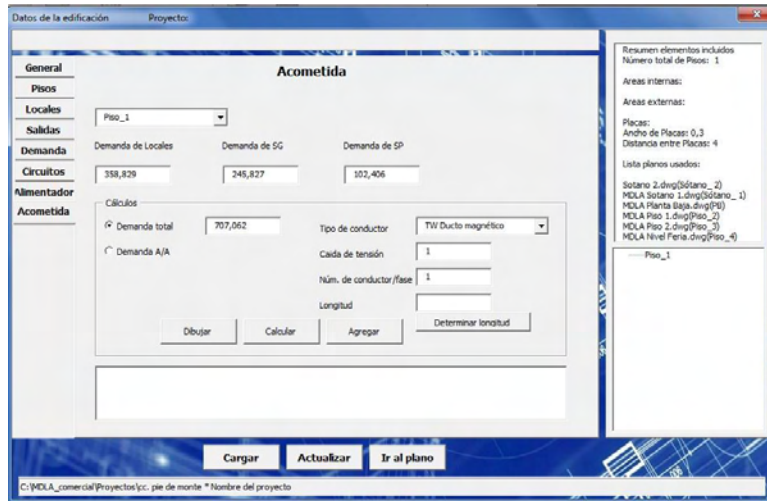 Datos de la edificación Proyecto:
General
Pisos
Locales
Salidas
Demanda
Circuitos
Alimentador
Acometida
Acometida
Piso_1
Demanda de Locales Demanda de SG Demanda de SP
358,829 245,827 102,406
Cálculos
Demanda total 707,062 Tipo de conductor TW Ducto magnético
Demanda A/A Caida de tensión 1
Núm. de conductor/fase 1
Longitud
Dibujar Calcular Agregar Determinar longitud
Cargar Actualizar Ir al plano
C:\MDLA_comercial\Proyectos\cc. pie de monte * Nombre del proyecto
Resumen elementos incluidos
Número total de Pisos: 1
Areas internas:
Areas externas:
Placas:
Ancho de Placas: 0,3
Distancia entre Placas: 4
Lista planos usados:
Sotano 2.dwg(Sótano_ 2)
MDLA Sotano 1.dwg(Sótano_ 1)
MDLA Planta Baja.dwg(PB)
MDLA Piso 1.dwg(Piso_2)
MDLA Piso 2.dwg(Piso_3)
MDLA Nivel Feria.dwg(Piso_4)
Piso_1